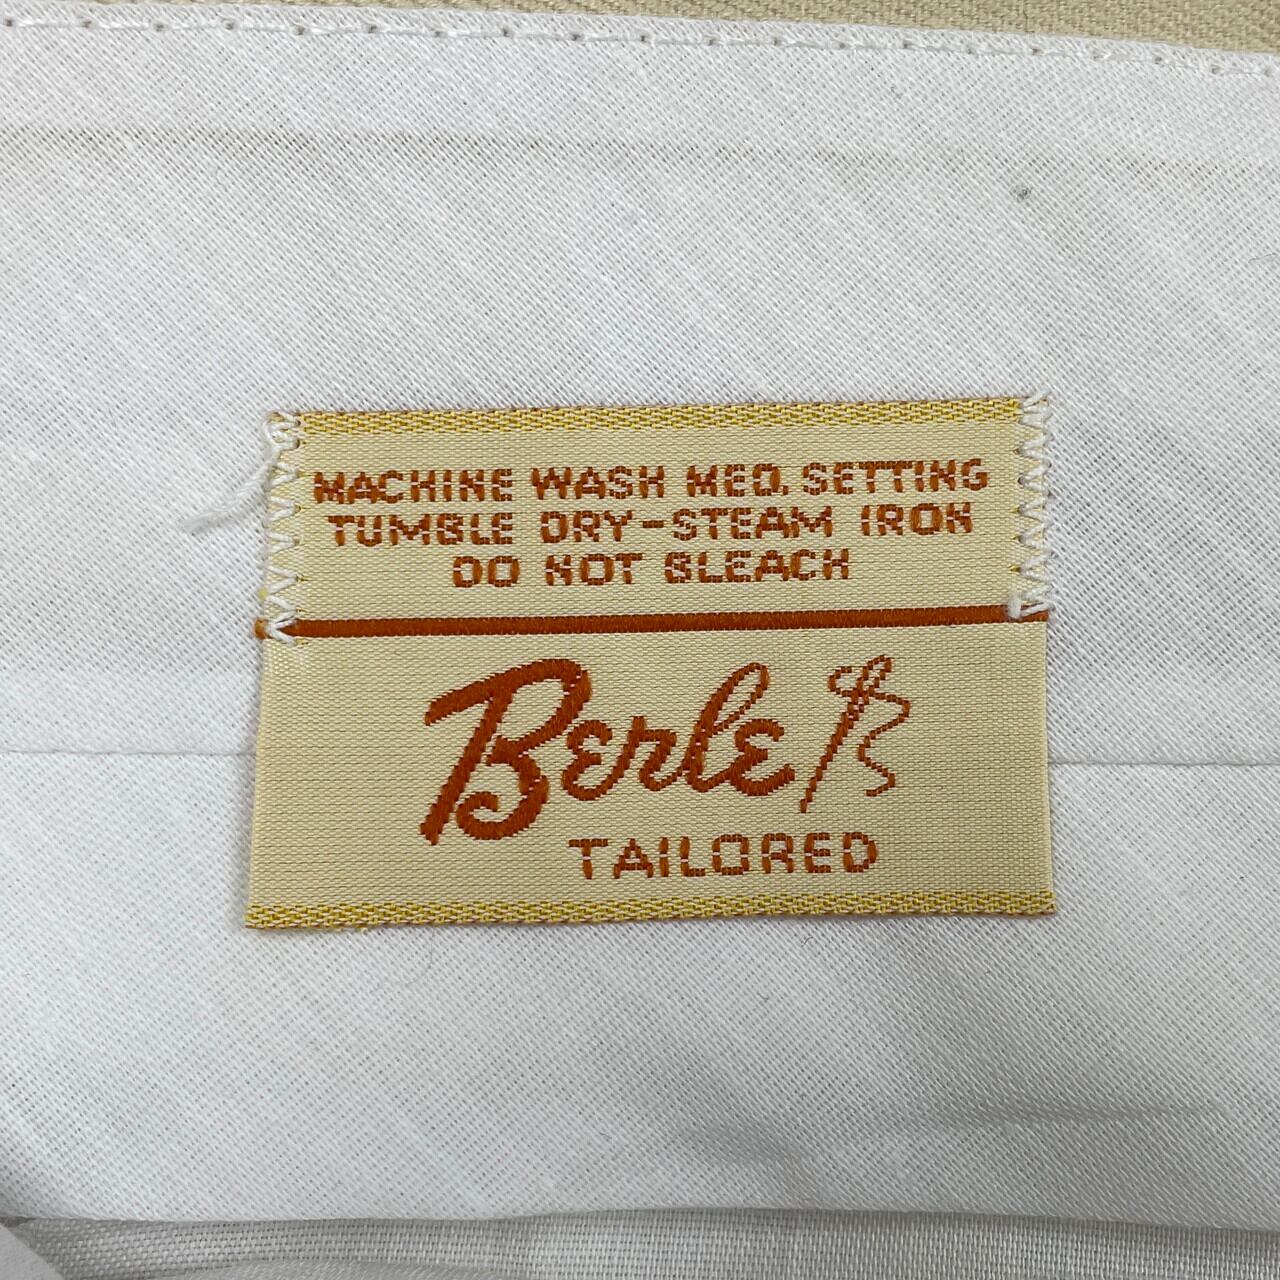 MACHINE WASH MED. SETTING
TUMBLE DRY-STEAM IRON
DO NOT BLEACH
Berle B
TAILORED